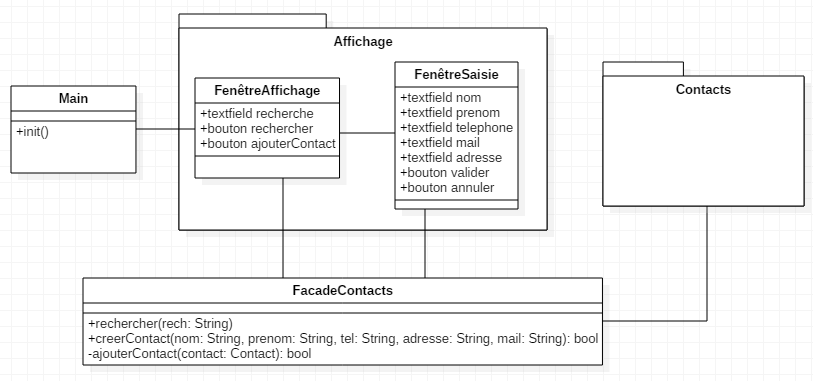 Affichage
Main
+init()
FenêtreAffichage
+textfield recherche
+bouton rechercher
+bouton ajouterContact
FenêtreSaisie
+textfield nom
+textfield prenom
+textfield telephone
+textfield mail
+textfield adresse
+bouton valider
+bouton annuler
Contacts
FacadeContacts
+rechercher(rech: String)
+creerContact(nom: String, prenom: String, tel: String, adresse: String, mail: String): bool
-ajouterContact(contact: Contact): bool